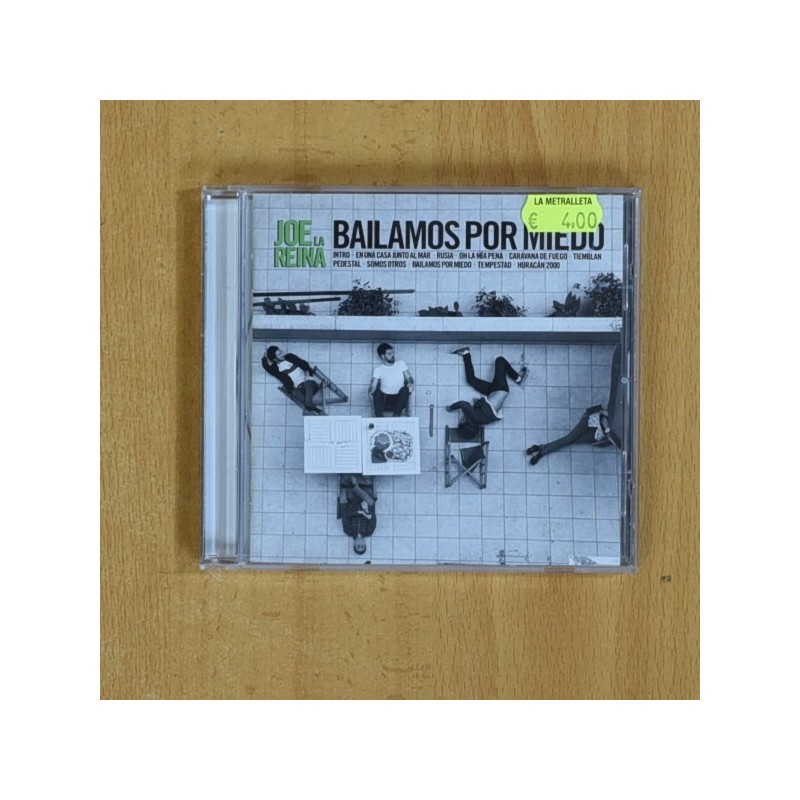 LA METRALLETA
€ 4.00
JOE LA REINA
BAILAMOS POR MIEDO
INTRO · EN UNA CASA JUNTO AL MAR · RUSIA · OH LA MÍA PENA · CARAVANA DE FUEGO · TIEMBLAN
PEDESTAL · SOMOS OTROS · BAILAMOS POR MIEDO · TEMPESTAD · HURACÁN 2000